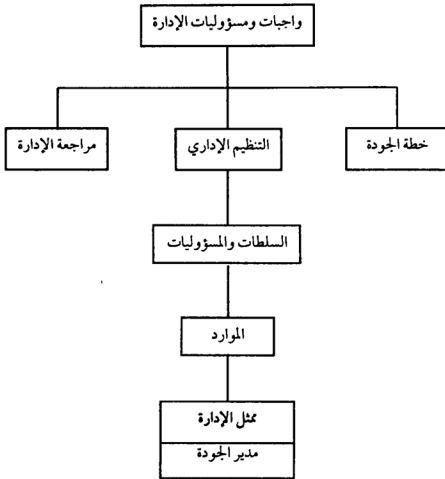 واجبات ومسؤوليات الإدارة
خطة الجودة
التنظيم الإداري
مراجعة الإدارة
السلطات والمسؤوليات
الموارد
ممثل الإدارة
مدير الجودة